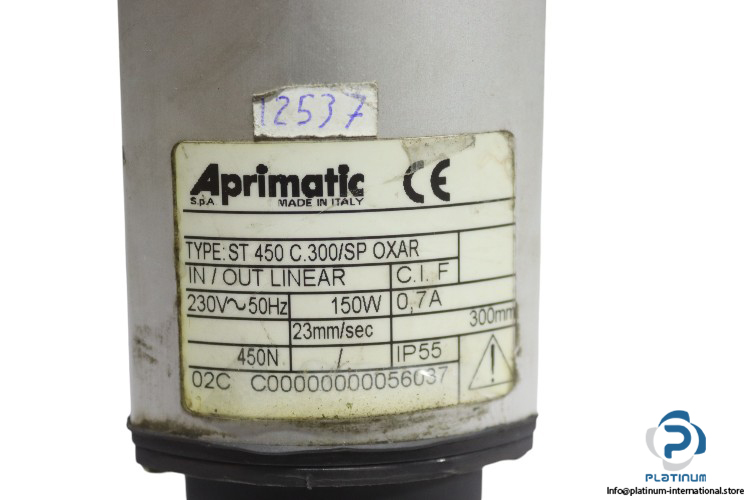 12537
Aprimatic CE
S.p.A MADE IN ITALY
TYPE: ST 450 C.300/SP OXAR
IN / OUT LINEAR C.I. F
230V~50Hz 150W 0,7A
23mm/sec 300mm
450N / IP55
02C C00000000056037
PLATINUM
Info@platinum-international.store